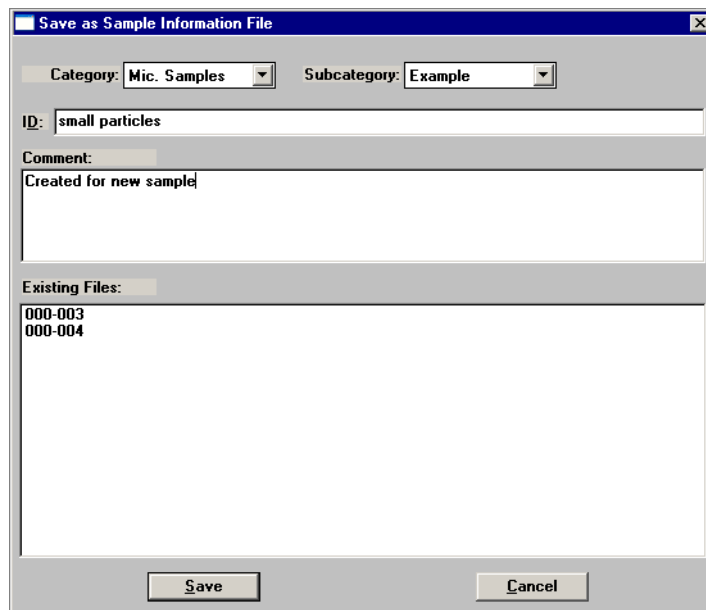 Save as Sample Information File
Category: Mic. Samples Subcategory: Example
ID: small particles
Comment:
Created for new sample
Existing Files:
000-003
000-004
Save Cancel